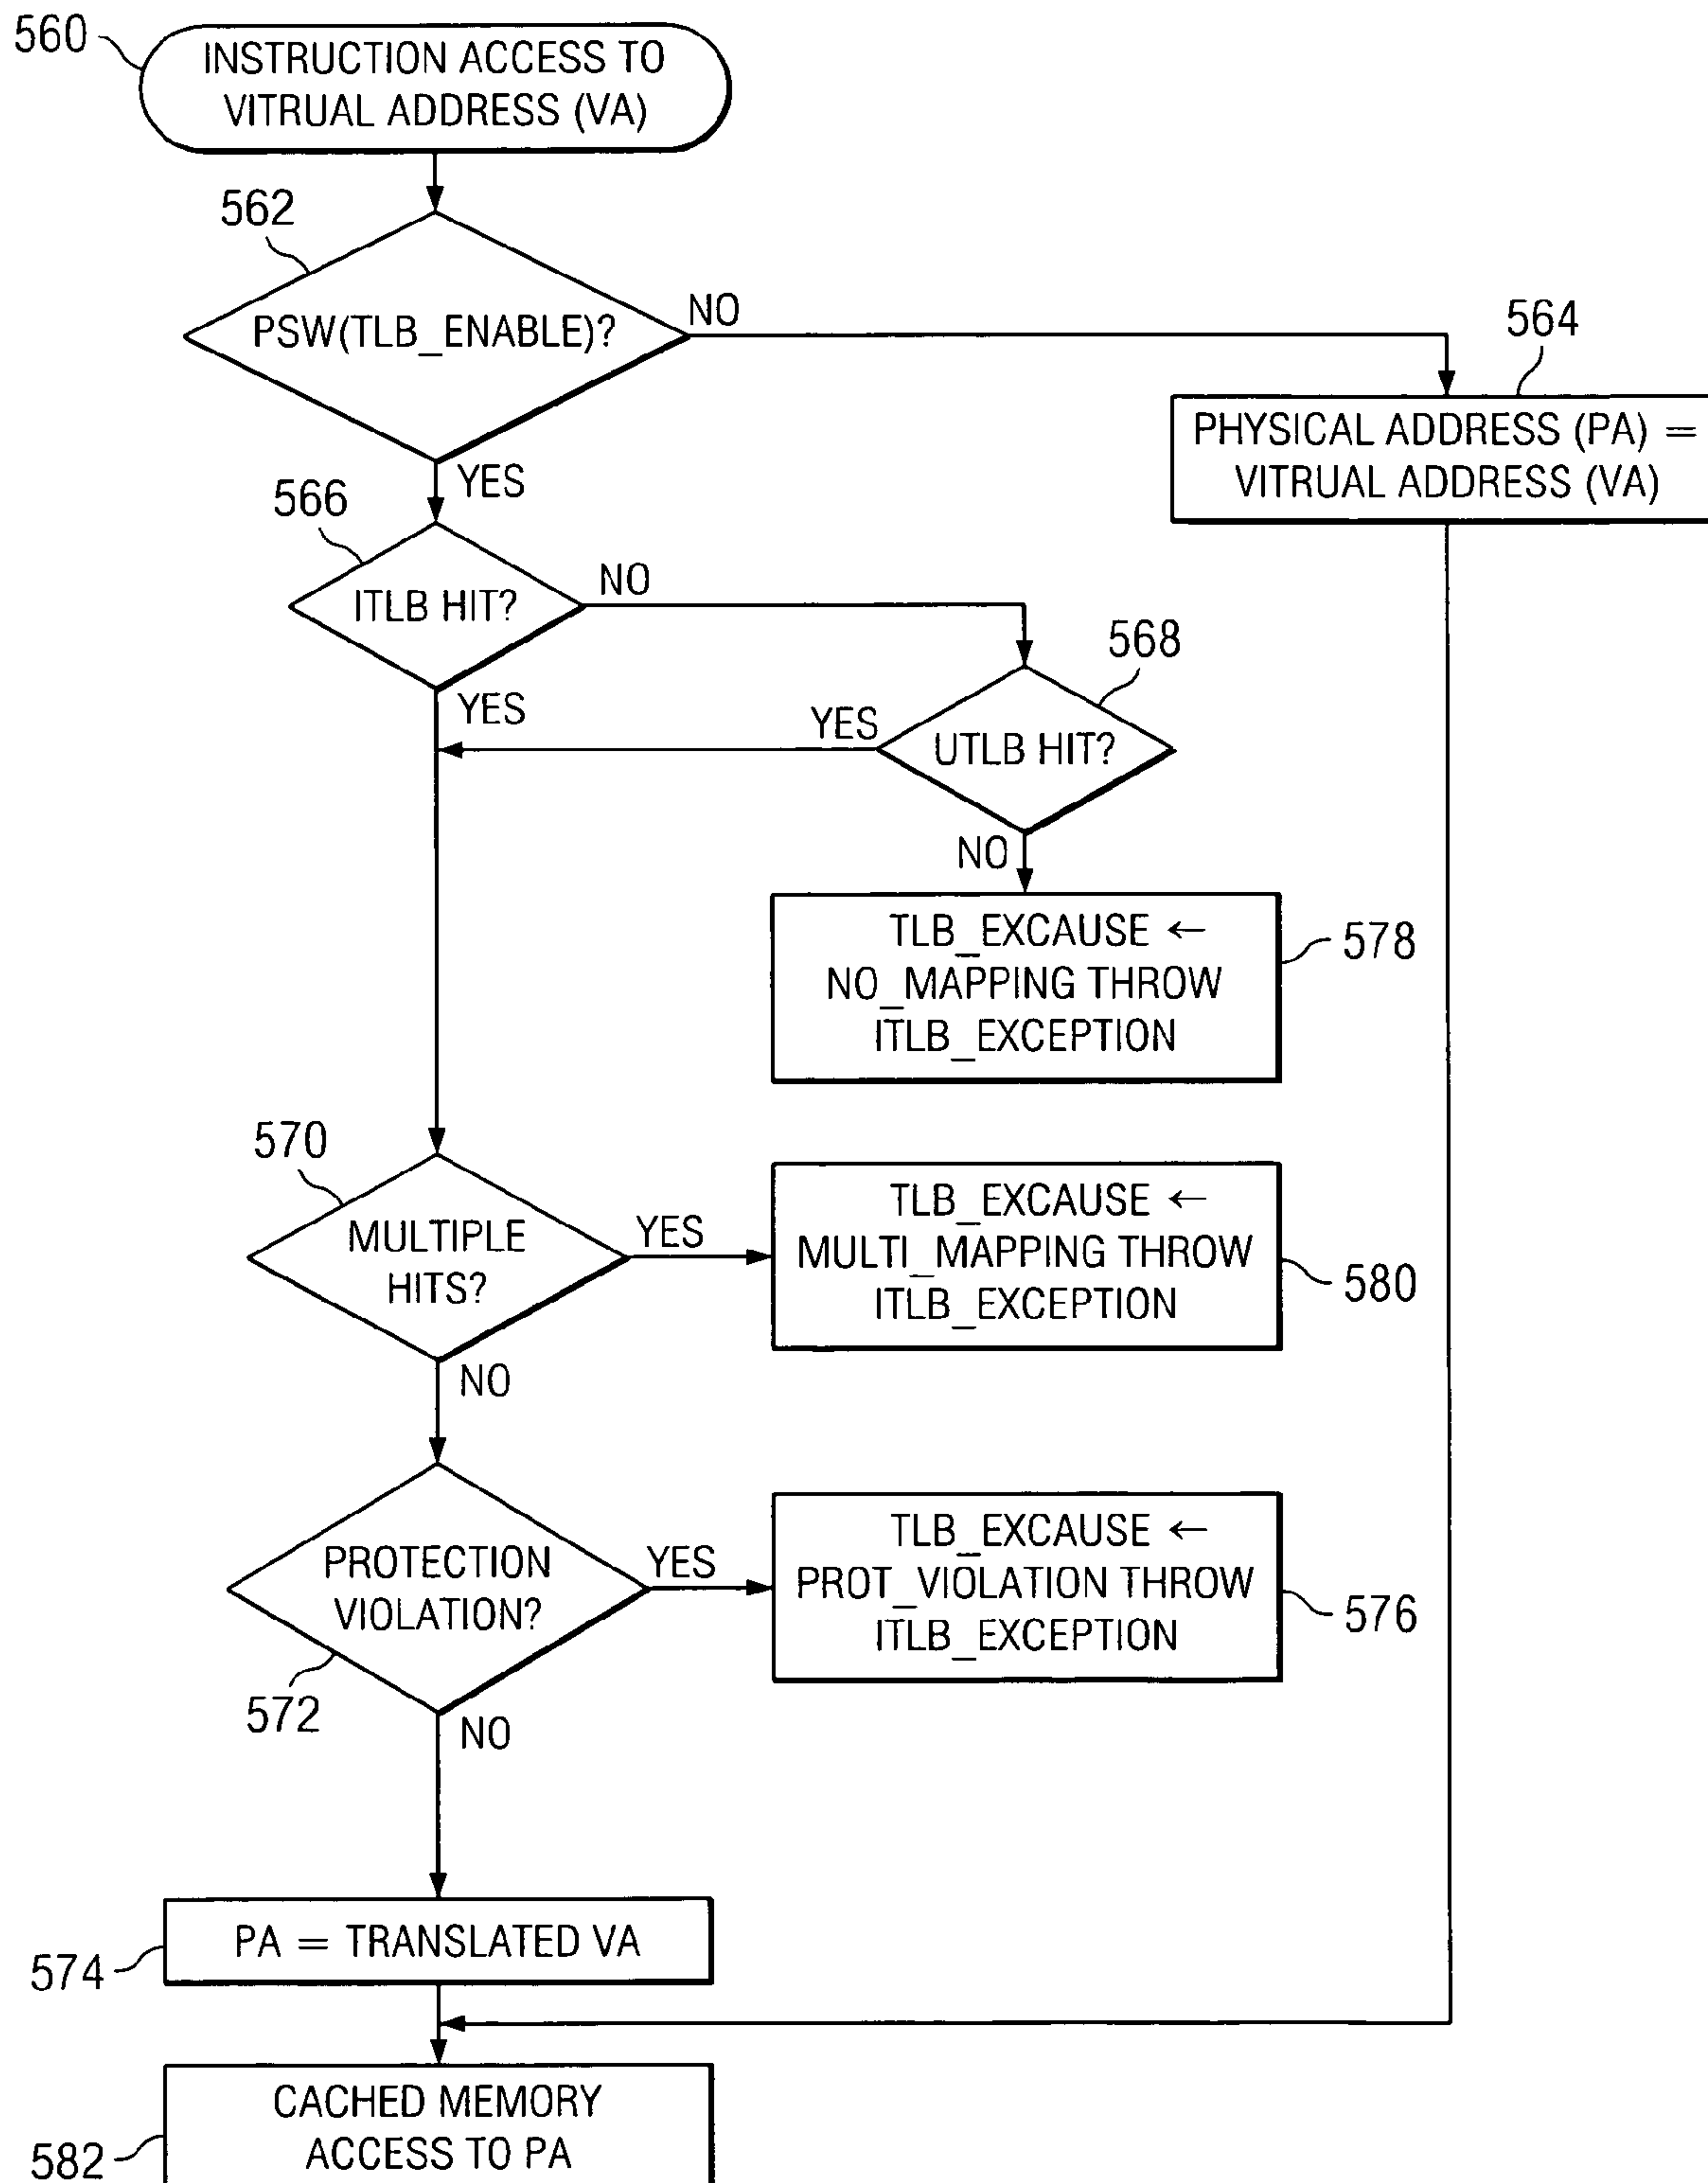 560
INSTRUCTION ACCESS TO
VITRUAL ADDRESS (VA)
562
PSW(TLB_ENABLE)?
NO
564
PHYSICAL ADDRESS (PA) =
VITRUAL ADDRESS (VA)
YES
566
ITLB HIT?
NO
568
YES
YES
UTLB HIT?
NO
TLB_EXCAUSE ←
NO_MAPPING THROW
ITLB_EXCEPTION
578
570
MULTIPLE
HITS?
YES
TLB_EXCAUSE ←
MULTI_MAPPING THROW
ITLB_EXCEPTION
580
NO
PROTECTION
VIOLATION?
YES
TLB_EXCAUSE ←
PROT_VIOLATION THROW
ITLB_EXCEPTION
576
572
NO
PA = TRANSLATED VA
574
CACHED MEMORY
ACCESS TO PA
582